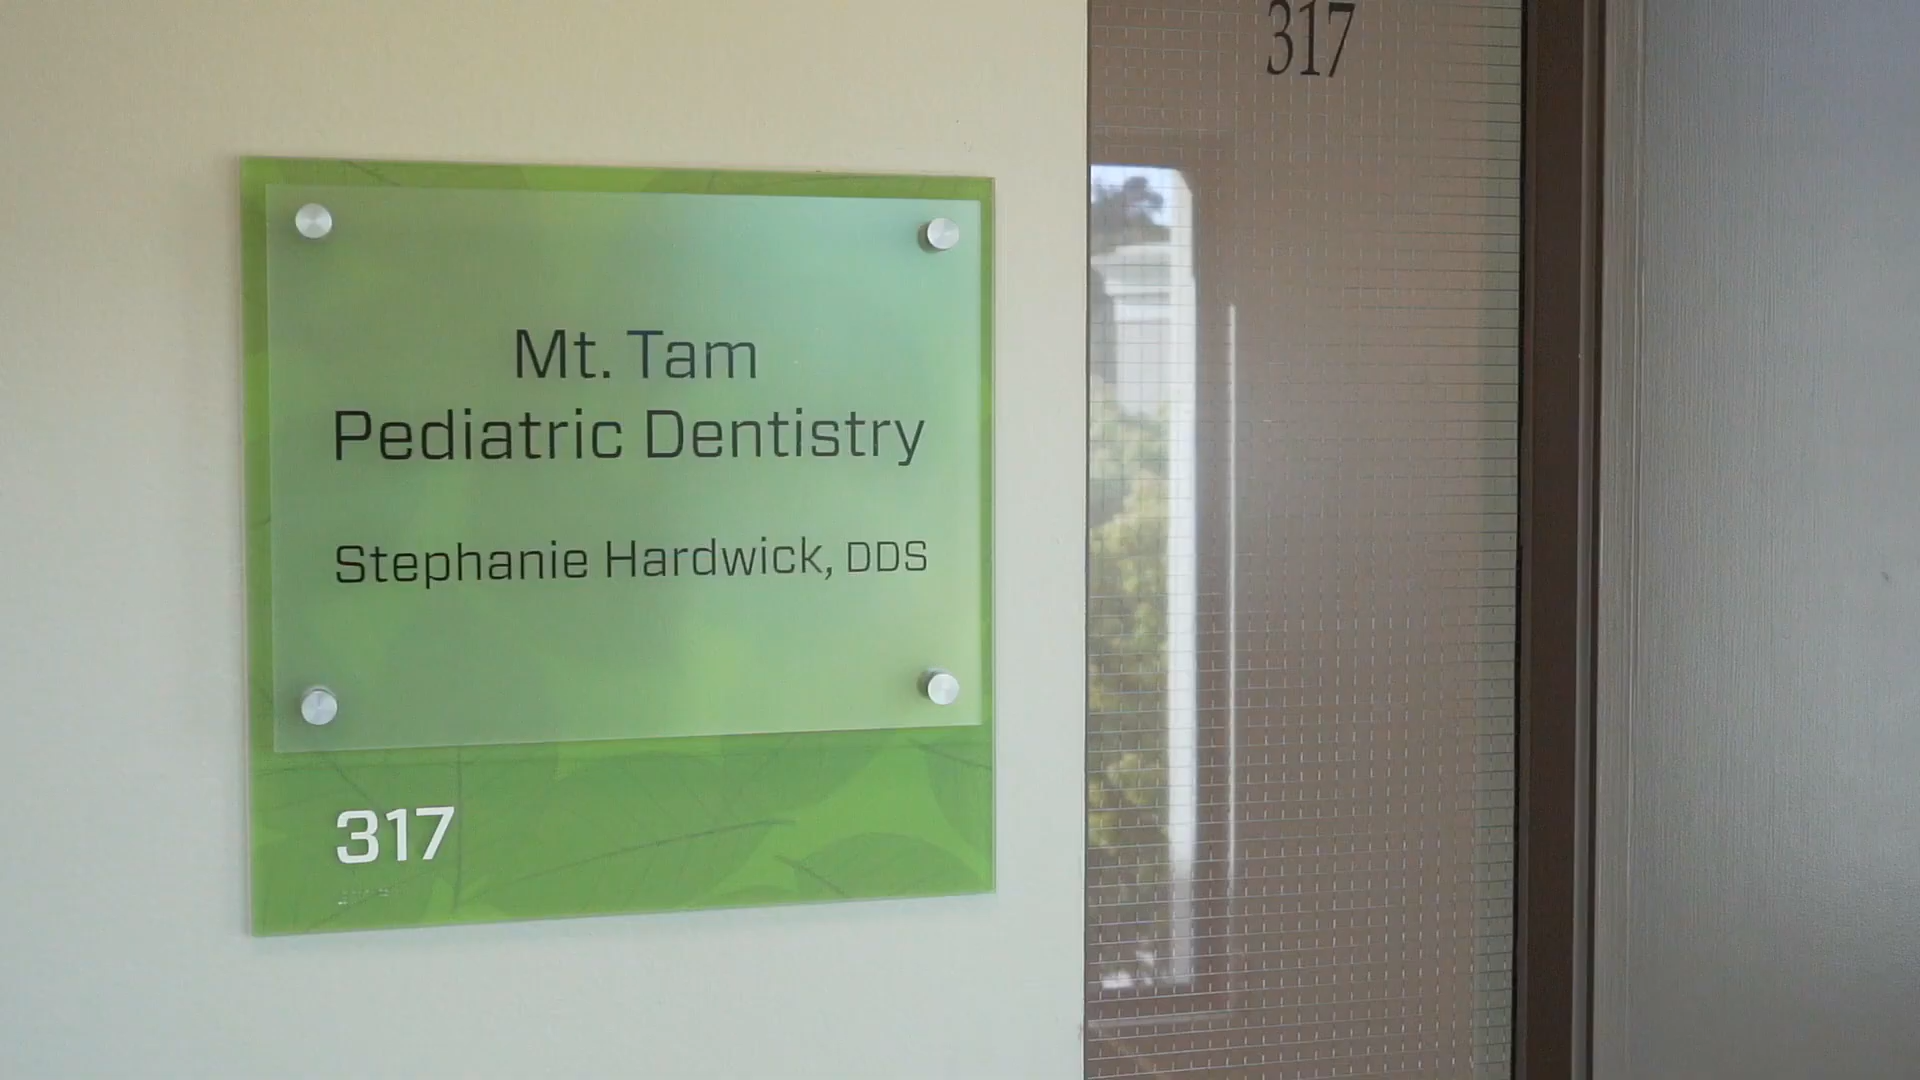 317
Mt. Tam
Pediatric Dentistry
Stephanie Hardwick, DDS
317